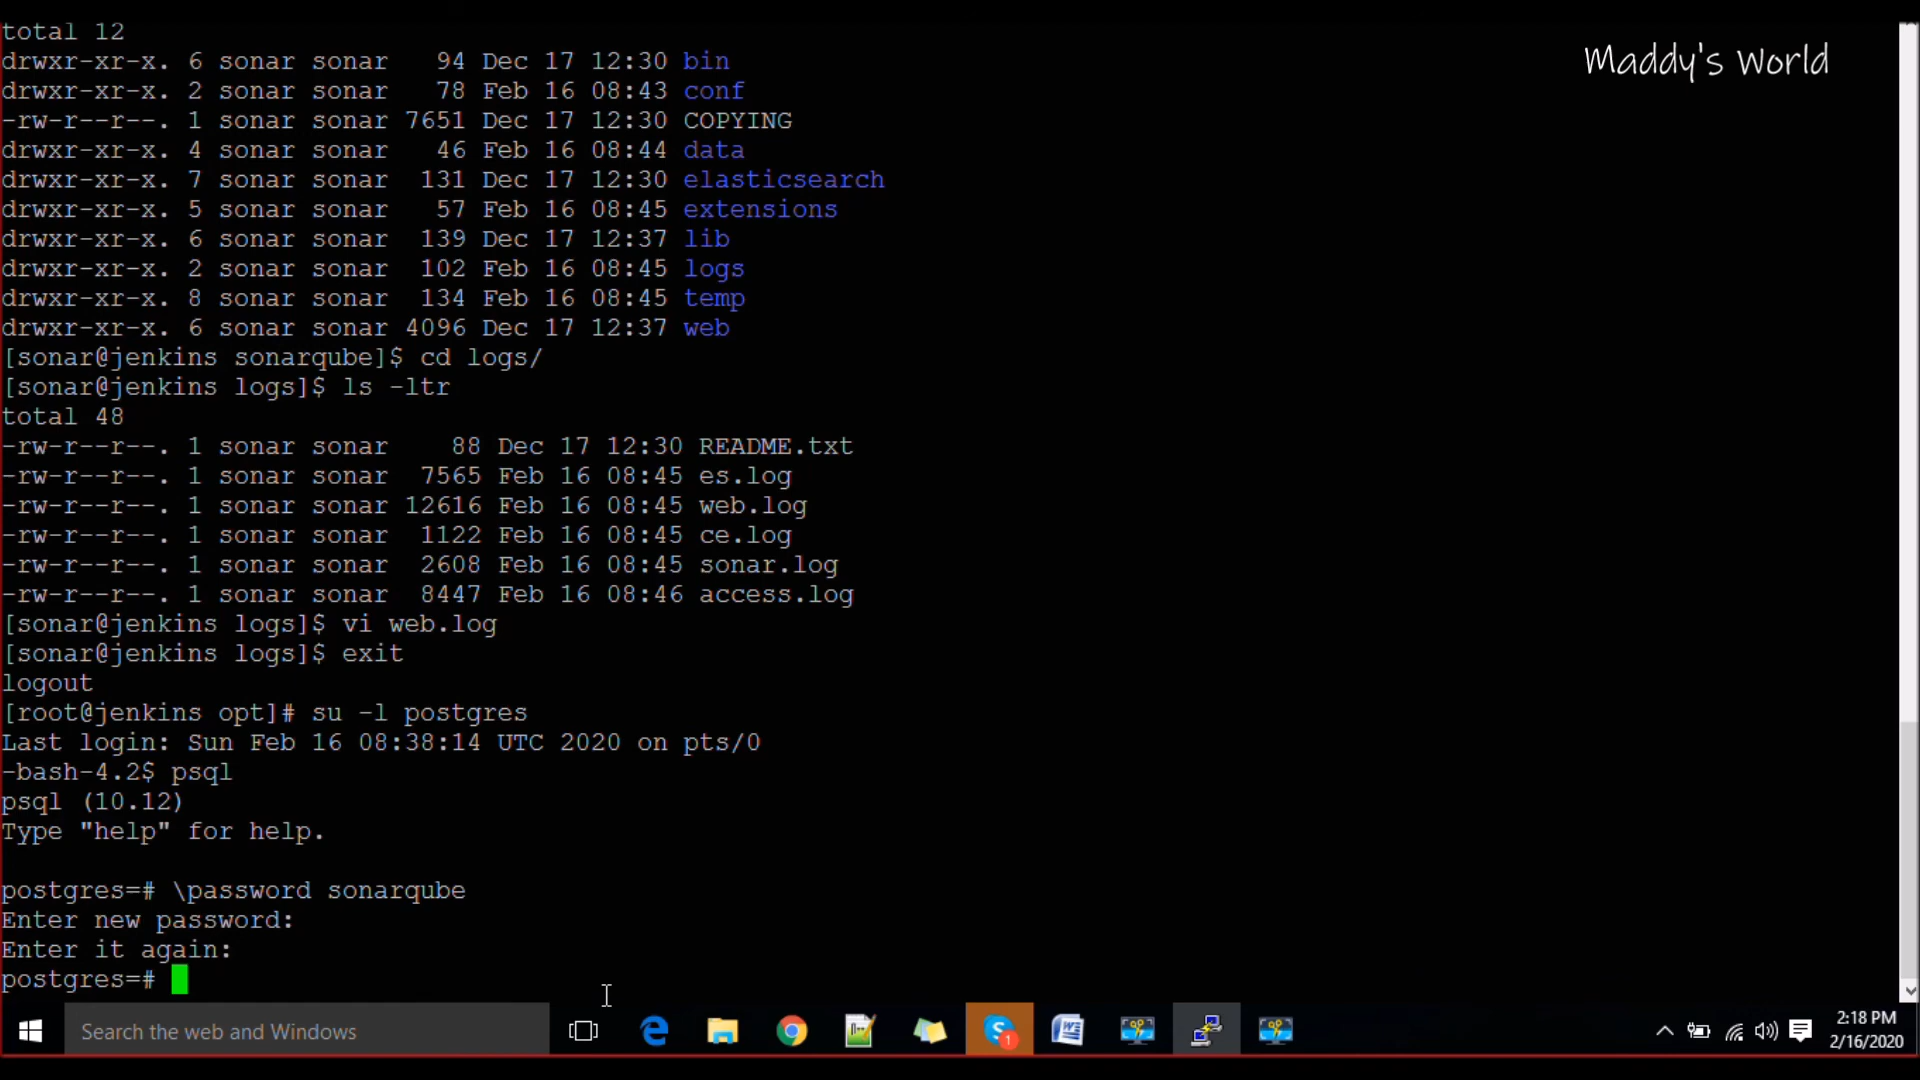 total 12
drwxr-xr-x. 6 sonar sonar   94 Dec 17 12:30 bin
drwxr-xr-x. 2 sonar sonar   78 Feb 16 08:43 conf
-rw-r--r--. 1 sonar sonar 7651 Dec 17 12:30 COPYING
drwxr-xr-x. 4 sonar sonar   46 Feb 16 08:44 data
drwxr-xr-x. 7 sonar sonar  131 Dec 17 12:30 elasticsearch
drwxr-xr-x. 5 sonar sonar   57 Feb 16 08:45 extensions
drwxr-xr-x. 6 sonar sonar  139 Dec 17 12:37 lib
drwxr-xr-x. 2 sonar sonar  102 Feb 16 08:45 logs
drwxr-xr-x. 8 sonar sonar  134 Feb 16 08:45 temp
drwxr-xr-x. 6 sonar sonar 4096 Dec 17 12:37 web
[sonar@jenkins sonarqube]$ cd logs/
[sonar@jenkins logs]$ ls -ltr
total 48
-rw-r--r--. 1 sonar sonar    88 Dec 17 12:30 README.txt
-rw-r--r--. 1 sonar sonar  7565 Feb 16 08:45 es.log
-rw-r--r--. 1 sonar sonar 12616 Feb 16 08:45 web.log
-rw-r--r--. 1 sonar sonar  1122 Feb 16 08:45 ce.log
-rw-r--r--. 1 sonar sonar  2608 Feb 16 08:45 sonar.log
-rw-r--r--. 1 sonar sonar  8447 Feb 16 08:46 access.log
[sonar@jenkins logs]$ vi web.log
[sonar@jenkins logs]$ exit
logout
[root@jenkins opt]# su -l postgres
Last login: Sun Feb 16 08:38:14 UTC 2020 on pts/0
-bash-4.2$ psql
psql (10.12)
Type "help" for help.
postgres=# \password sonarqube
Enter new password:
Enter it again:
postgres=#
Maddy's World
Search the web and Windows
1
2:18 PM
2/16/2020